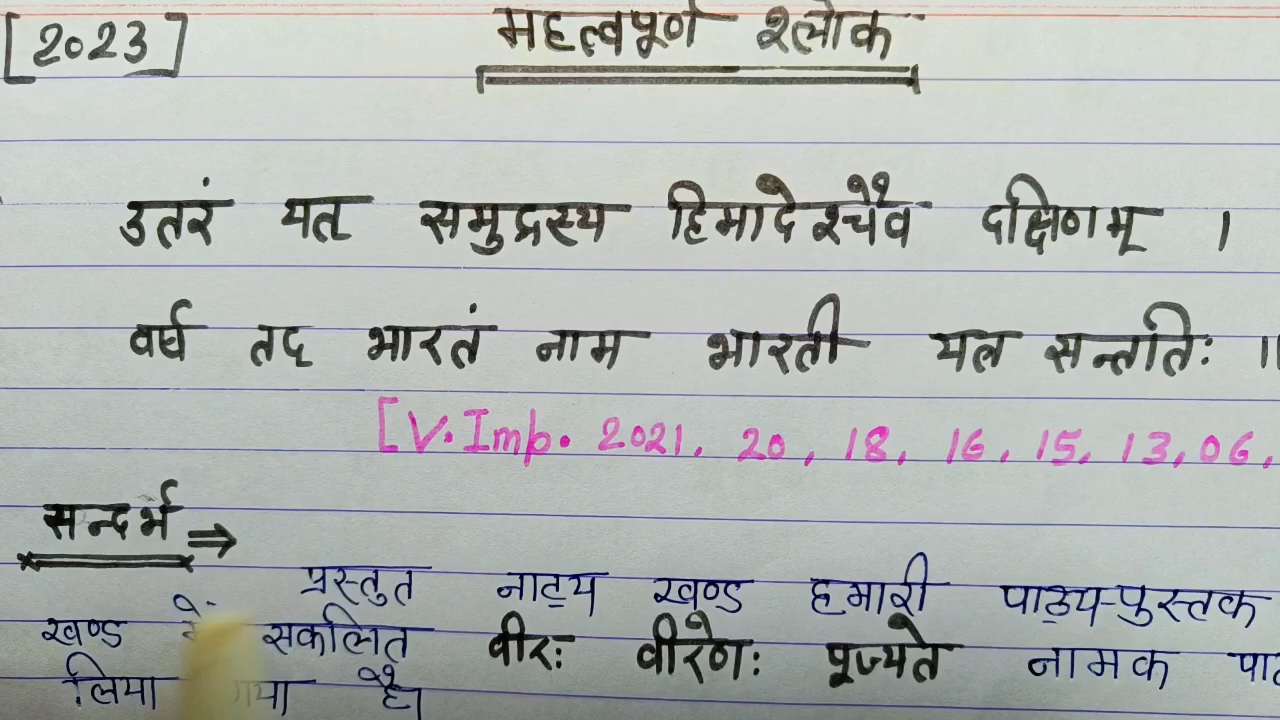 [2023]
महत्वपूर्ण श्लोक
उतरं यत् समुद्रस्य हिमादेश्चैव दक्षिणम् ।
वर्ष तद् भारतं नाम भारती यत्र सन्ततिः ॥
[V. Imp. 2021, 20, 18, 16, 15, 13, 06,
सन्दर्भ ⇒
प्रस्तुत नाट्य खण्ड हमारी पाठ्य-पुस्तक
खण्ड सकलित वीरः वीरेणः पूज्यते नामक
लिया है।